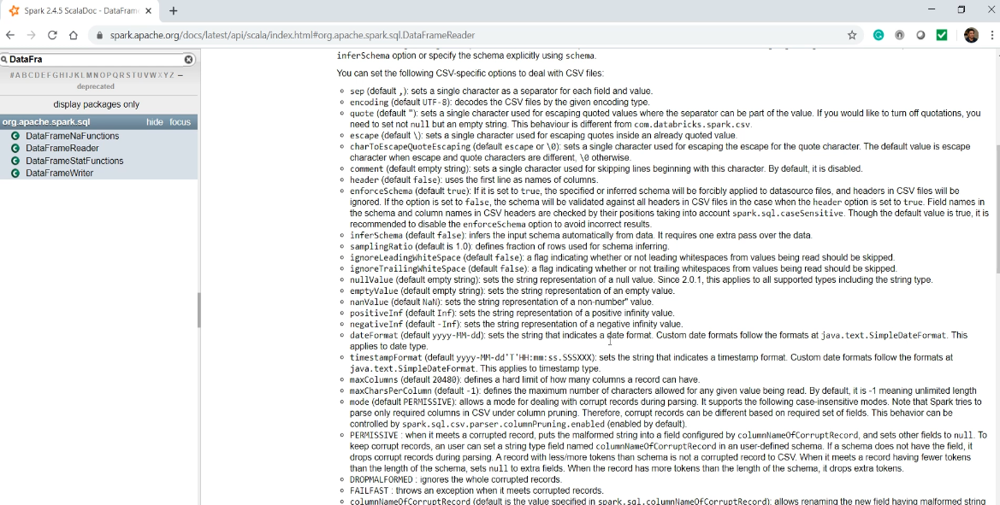 Spark 2.4.5 ScalaDoc - DataFram
spark.apache.org/docs/latest/api/scala/index.html#org.apache.spark.sql.DataFrameReader
DataFra
#ABCDEFGHIJKLMNOPQRSTUVWXYZ –
deprecated
display packages only
org.apache.spark.sql hide focus
DataFrameNaFunctions
DataFrameReader
DataFrameStatFunctions
DataFrameWriter
inferSchema option or specify the schema explicitly using schema.
You can set the following CSV-specific options to deal with CSV files:
sep (default ,): sets a single character as a separator for each field and value.
encoding (default UTF-8): decodes the CSV files by the given encoding type.
quote (default "): sets a single character used for escaping quoted values where the separator can be part of the value. If you would like to turn off quotations, you
need to set not null but an empty string. This behaviour is different from com.databricks.spark.csv.
escape (default \): sets a single character used for escaping quotes inside an already quoted value.
charToEscapeQuoteEscaping (default escape or \0): sets a single character used for escaping the escape for the quote character. The default value is escape
character when escape and quote characters are different, \0 otherwise.
comment (default empty string): sets a single character used for skipping lines beginning with this character. By default, it is disabled.
header (default false): uses the first line as names of columns.
enforceSchema (default true): If it is set to true, the specified or inferred schema will be forcibly applied to datasource files, and headers in CSV files will be
ignored. If the option is set to false, the schema will be validated against all headers in CSV files in the case when the header option is set to true. Field names in
the schema and column names in CSV headers are checked by their positions taking into account spark.sql.caseSensitive. Though the default value is true, it is
recommended to disable the enforceSchema option to avoid incorrect results.
inferSchema (default false): infers the input schema automatically from data. It requires one extra pass over the data.
samplingRatio (default is 1.0): defines fraction of rows used for schema inferring.
ignoreLeadingWhiteSpace (default false): a flag indicating whether or not leading whitespaces from values being read should be skipped.
ignoreTrailingWhiteSpace (default false): a flag indicating whether or not trailing whitespaces from values being read should be skipped.
nullValue (default empty string): sets the string representation of a null value. Since 2.0.1, this applies to all supported types including the string type.
emptyValue (default empty string): sets the string representation of an empty value.
nanValue (default NaN): sets the string representation of a non-number" value.
positiveInf (default Inf): sets the string representation of a positive infinity value.
negativeInf (default -Inf): sets the string representation of a negative infinity value.
dateFormat (default yyyy-MM-dd): sets the string that indicates a date format. Custom date formats follow the formats at java.text.SimpleDateFormat. This
applies to date type.
timestampFormat (default yyyy-MM-dd'T'HH:mm:ss.SSSXXX): sets the string that indicates a timestamp format. Custom date formats follow the formats at
java.text.SimpleDateFormat. This applies to timestamp type.
maxColumns (default 20480): defines a hard limit of how many columns a record can have.
maxCharsPerColumn (default -1): defines the maximum number of characters allowed for any given value being read. By default, it is -1 meaning unlimited length
mode (default PERMISSIVE): allows a mode for dealing with corrupt records during parsing. It supports the following case-insensitive modes. Note that Spark tries to
parse only required columns in CSV under column pruning. Therefore, corrupt records can be different based on required set of fields. This behavior can be
controlled by spark.sql.csv.parser.columnPruning.enabled (enabled by default).
PERMISSIVE : when it meets a corrupted record, puts the malformed string into a field configured by columnNameOfCorruptRecord, and sets other fields to null. To
keep corrupt records, an user can set a string type field named columnNameOfCorruptRecord in an user-defined schema. If a schema does not have the field, it
drops corrupt records during parsing. A record with less/more tokens than schema is not a corrupted record to CSV. When it meets a record having fewer tokens
than the length of the schema, sets null to extra fields. When the record has more tokens than the length of the schema, it drops extra tokens.
DROPMALFORMED : ignores the whole corrupted records.
FAILFAST : throws an exception when it meets corrupted records.
columnNameOfCorruptRecord (default is the value specified in spark.sql.columnNameOfCorruptRecord): allows renaming the new field having malformed string